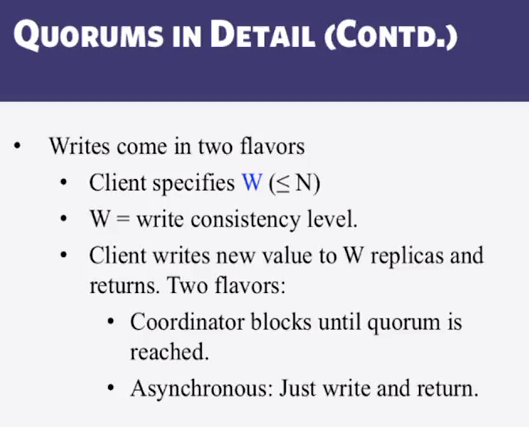 QUORUMS IN DETAIL (CONTD.)
• Writes come in two flavors
• Client specifies W (≤ N)
• W = write consistency level.
• Client writes new value to W replicas and
returns. Two flavors:
• Coordinator blocks until quorum is
reached.
• Asynchronous: Just write and return.